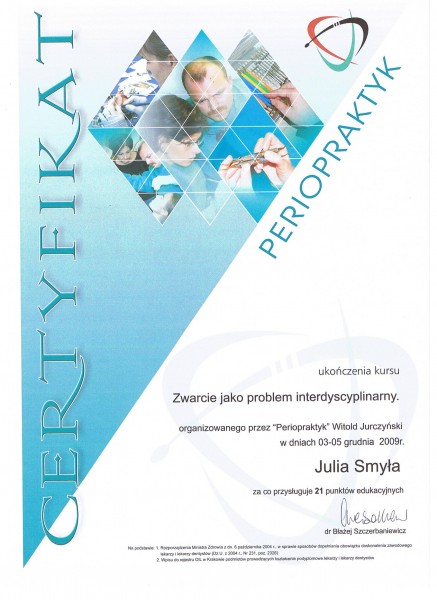 CERTYFIKAT
PERIOPRAKTYK
ukończenia kursu
Zwarcie jako problem interdyscyplinarny.
organizowanego przez "Periopraktyk" Witold Jurczyński
w dniach 03-05 grudnia 2009r.
Julia Smyła
za co przysługuje 21 punktów edukacyjnych
dr Błażej Szczerbaniewicz
Na podstawie: 1. Rozporządzenia Ministra Zdrowia z dn. 6 października 2004 r., w sprawie sposobów dopełnienia obowiązku doskonalenia zawodowego
lekarzy i lekarzy dentystów (Dz.U. z 2004 r., Nr 231, poz. 2326)
2. Wpisu do rejestru OIL w Krakowie podmiotów prowadzących kształcenie podyplomowe lekarzy i lekarzy dentystów